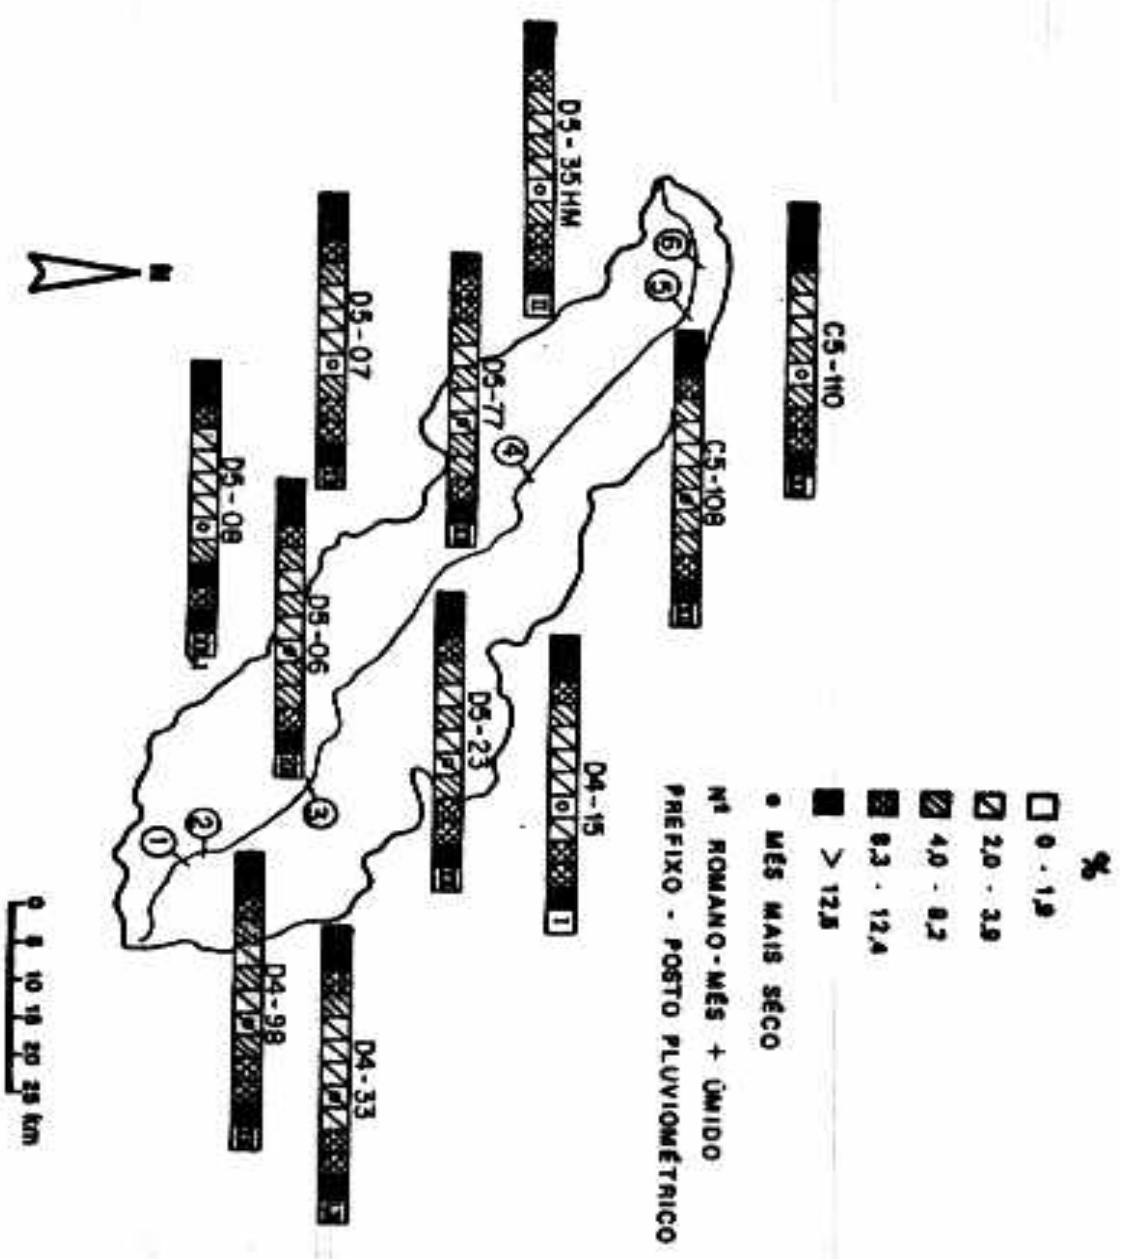 %
0 - 1,9
2,0 - 3,9
4,0 - 8,2
8,3 - 12,4
> 12,5
MÊS MAIS SÊCO
Nº ROMANO - MÊS + ÚMIDO
PREFIXO - POSTO PLUVIOMÉTRICO
C5-110
D5-35HM
II
6
5
C5-108
D5-77
4
D5-07
D4-15
I
D5-23
D5-08
D5-06
3
2
1
D4-98
D4-33
N
0 5 10 15 20 25 km